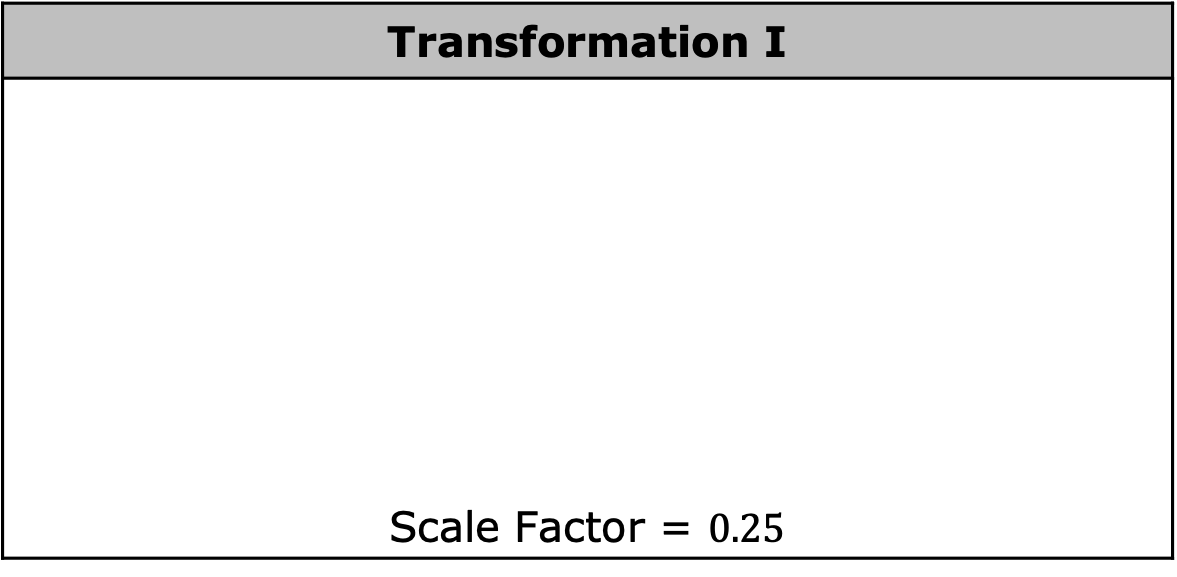 Transformation I
Scale Factor = 0.25